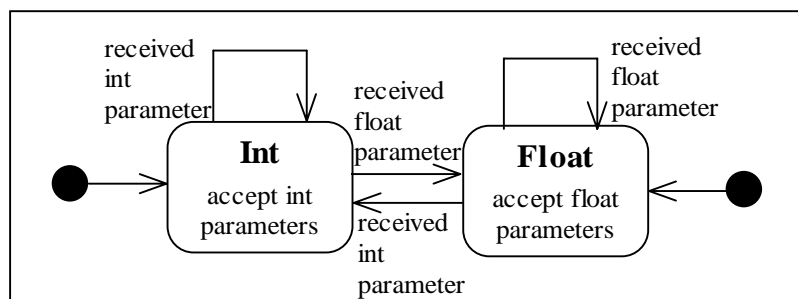 received
int
parameter
received
float
parameter
Int
accept int
parameters
received
float
parameter
Float
accept float
parameters
received
int
parameter